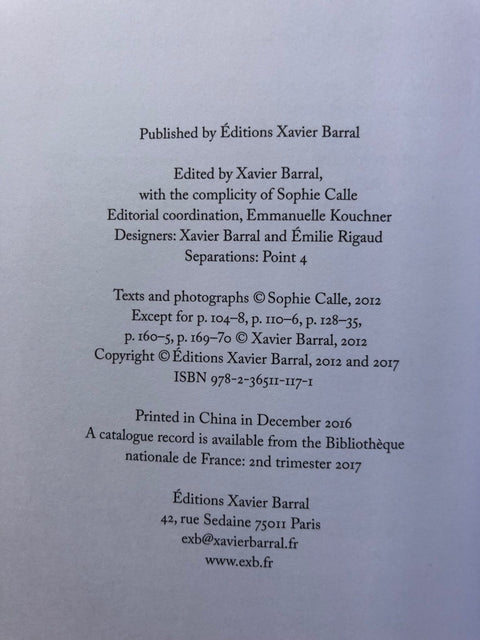 Published by Éditions Xavier Barral
Edited by Xavier Barral,
with the complicity of Sophie Calle
Editorial coordination, Emmanuelle Kouchner
Designers: Xavier Barral and Émilie Rigaud
Separations: Point 4
Texts and photographs © Sophie Calle, 2012
Except for p. 104–8, p. 110–6, p. 128–35,
p. 160–5, p. 169–70 © Xavier Barral, 2012
Copyright © Éditions Xavier Barral, 2012 and 2017
ISBN 978-2-36511-117-1
Printed in China in December 2016
A catalogue record is available from the Bibliothèque
nationale de France: 2nd trimester 2017
Éditions Xavier Barral
42, rue Sedaine 75011 Paris
exb@xavierbarral.fr
www.exb.fr